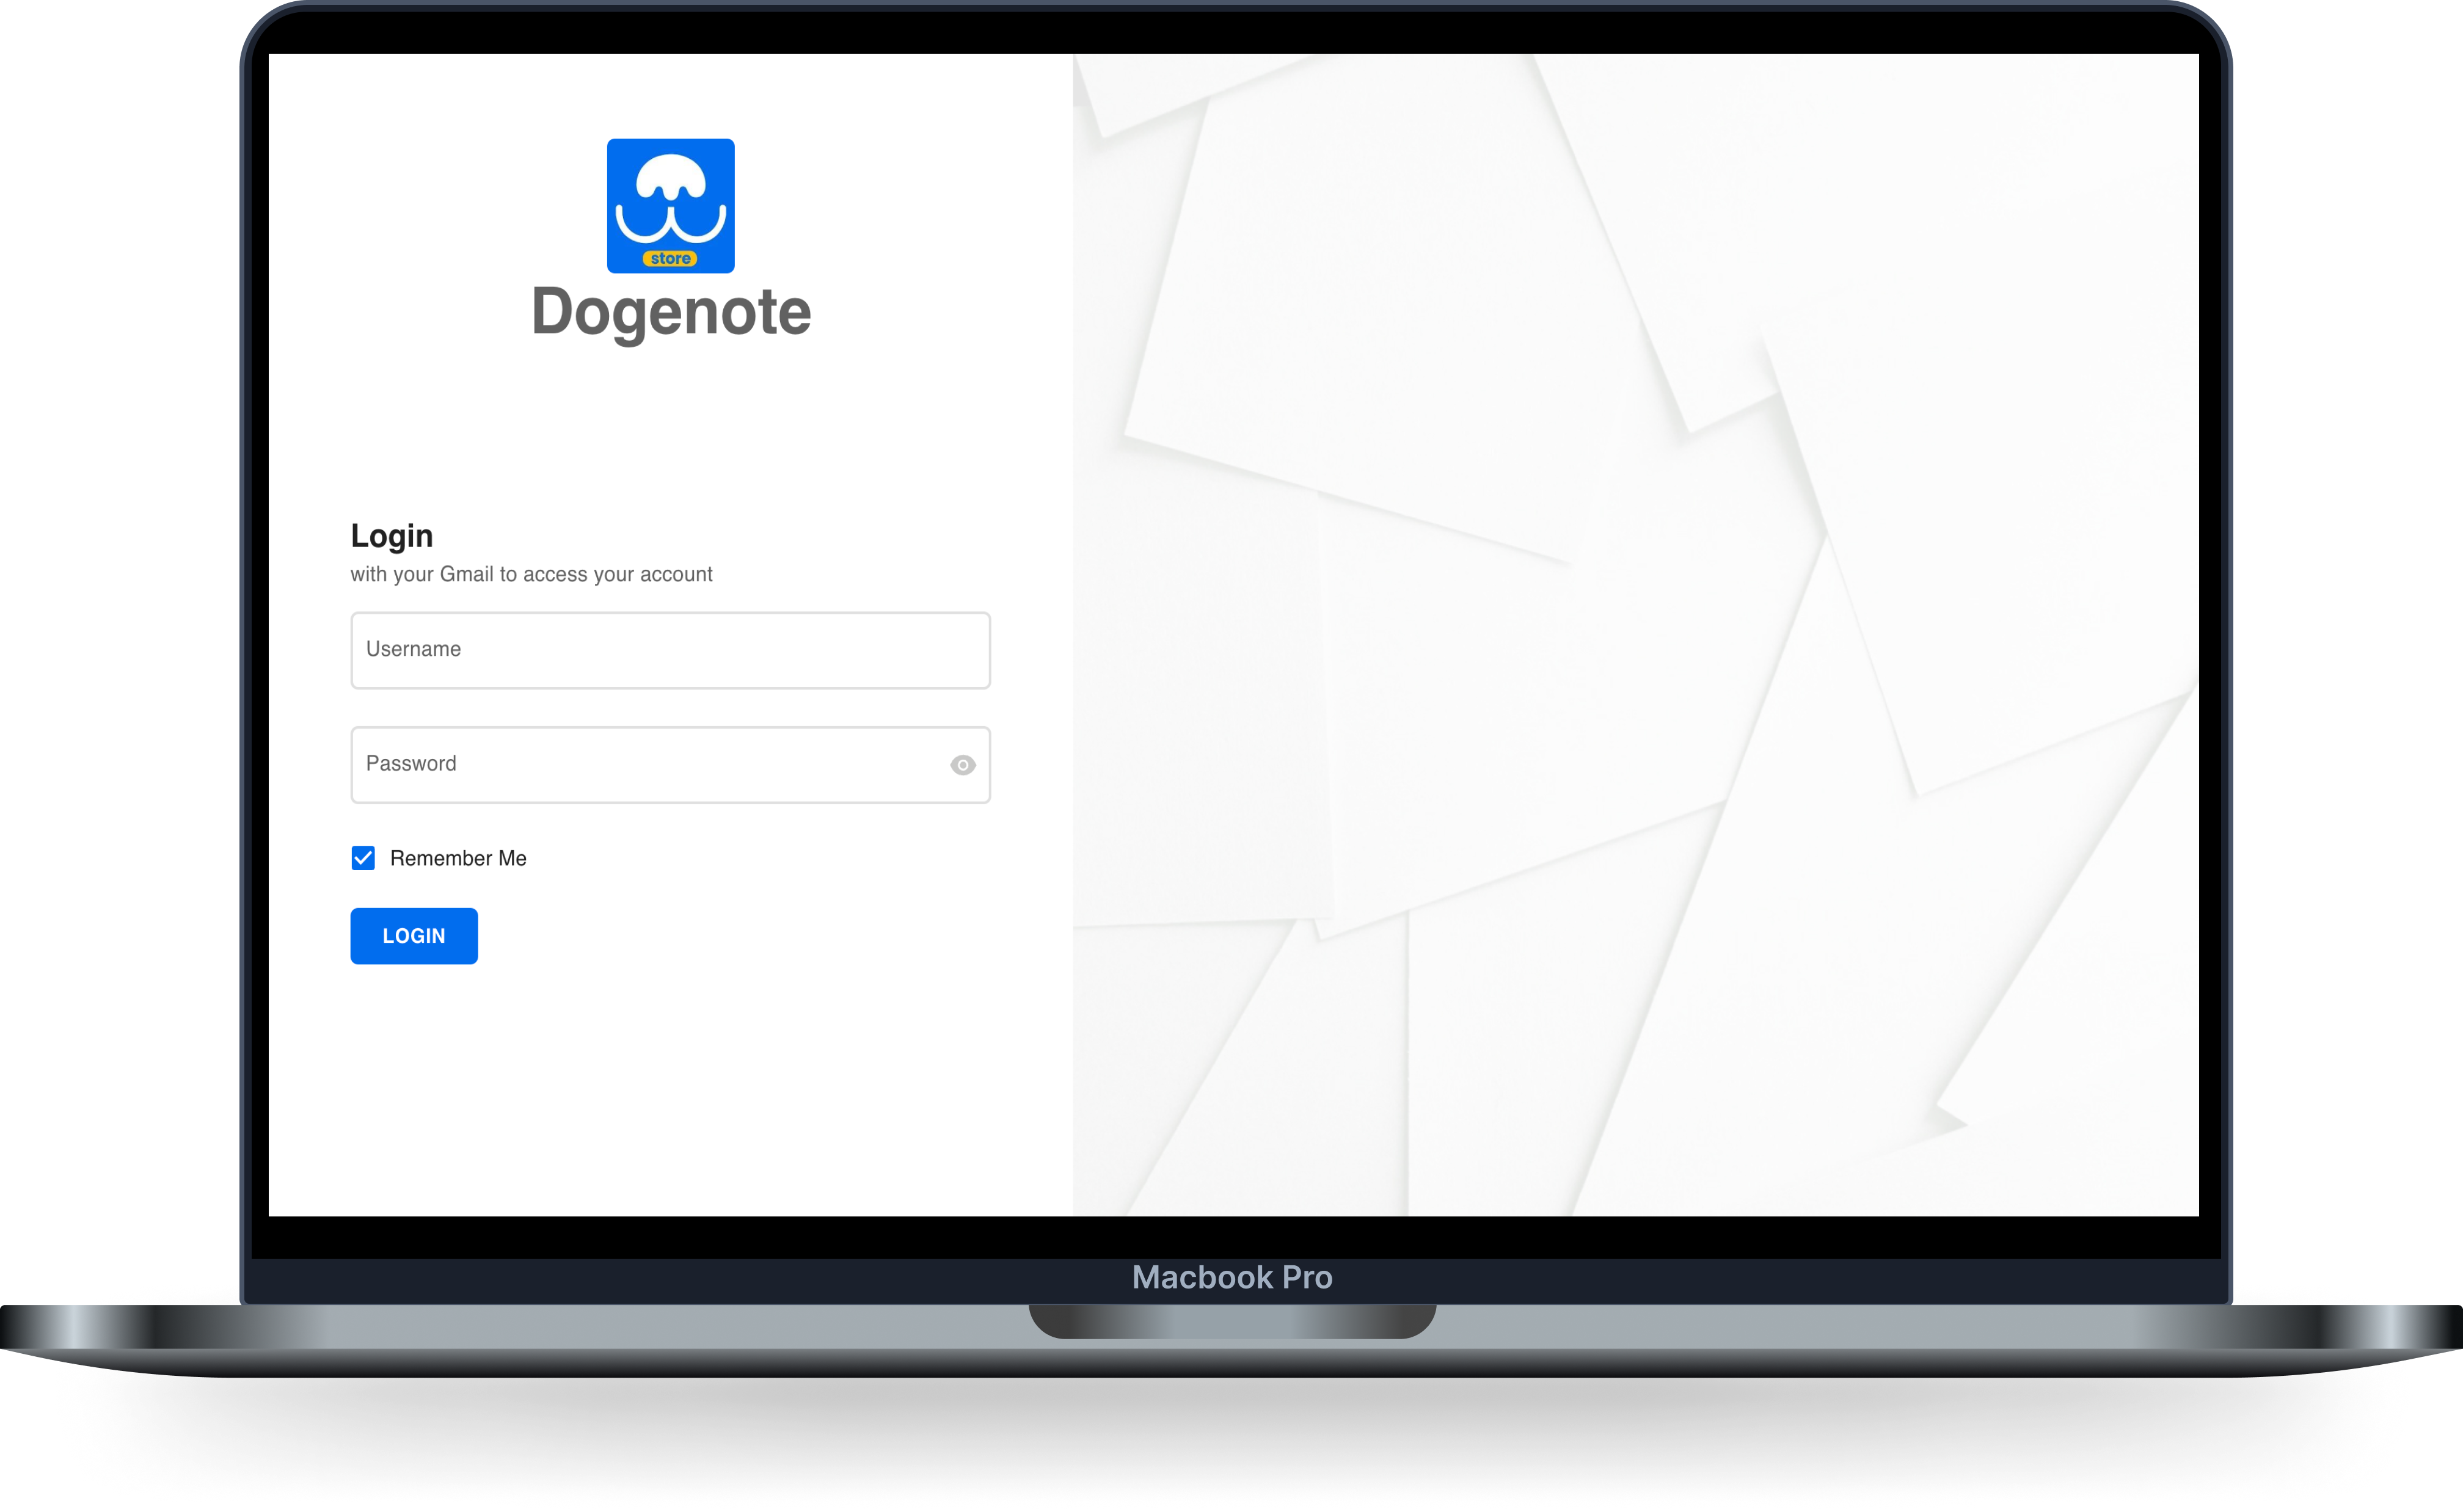 store
Dogenote
Login
with your Gmail to access your account
Username
Password
Remember Me
LOGIN
Macbook Pro